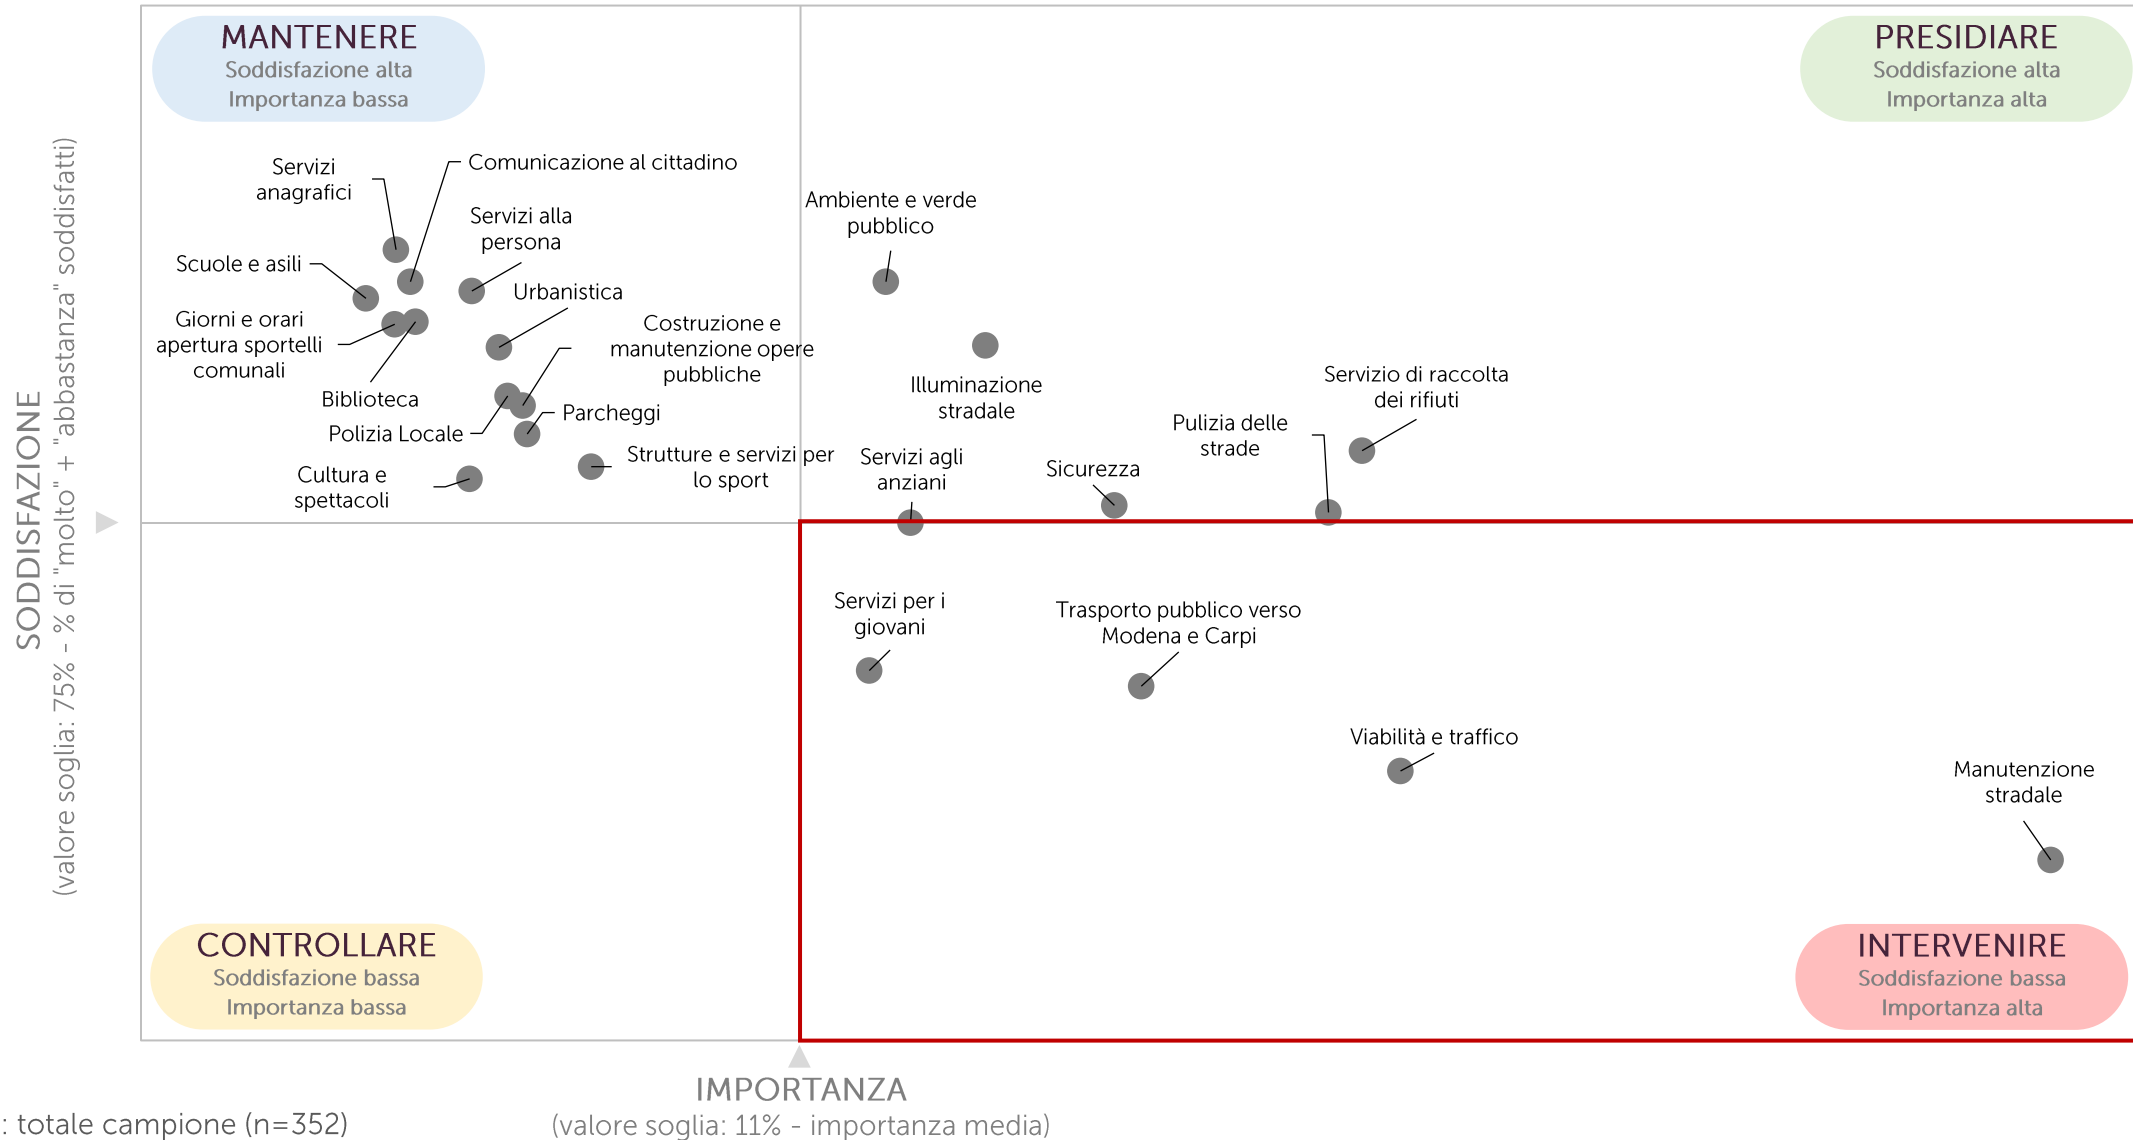 MANTENERE
Soddisfazione alta
Importanza bassa
PRESIDIARE
Soddisfazione alta
Importanza alta
SODDISFAZIONE
(valore soglia: 75% - % di "molto" + "abbastanza" soddisfatti)
Servizi
anagrafici
Comunicazione al cittadino
Servizi alla
persona
Scuole e asili
Urbanistica
Giorni e orari
apertura sportelli
comunali
Costruzione e
manutenzione opere
pubbliche
Biblioteca
Polizia Locale
Parcheggi
Cultura e
spettacoli
Strutture e servizi per
lo sport
Ambiente e verde
pubblico
Illuminazione
stradale
Servizio di raccolta
dei rifiuti
Pulizia delle
strade
Servizi agli
anziani
Sicurezza
Servizi per i
giovani
Trasporto pubblico verso
Modena e Carpi
Viabilità e traffico
Manutenzione
stradale
CONTROLLARE
Soddisfazione bassa
Importanza bassa
INTERVENIRE
Soddisfazione bassa
Importanza alta
IMPORTANZA
(valore soglia: 11% - importanza media)
: totale campione (n=352)